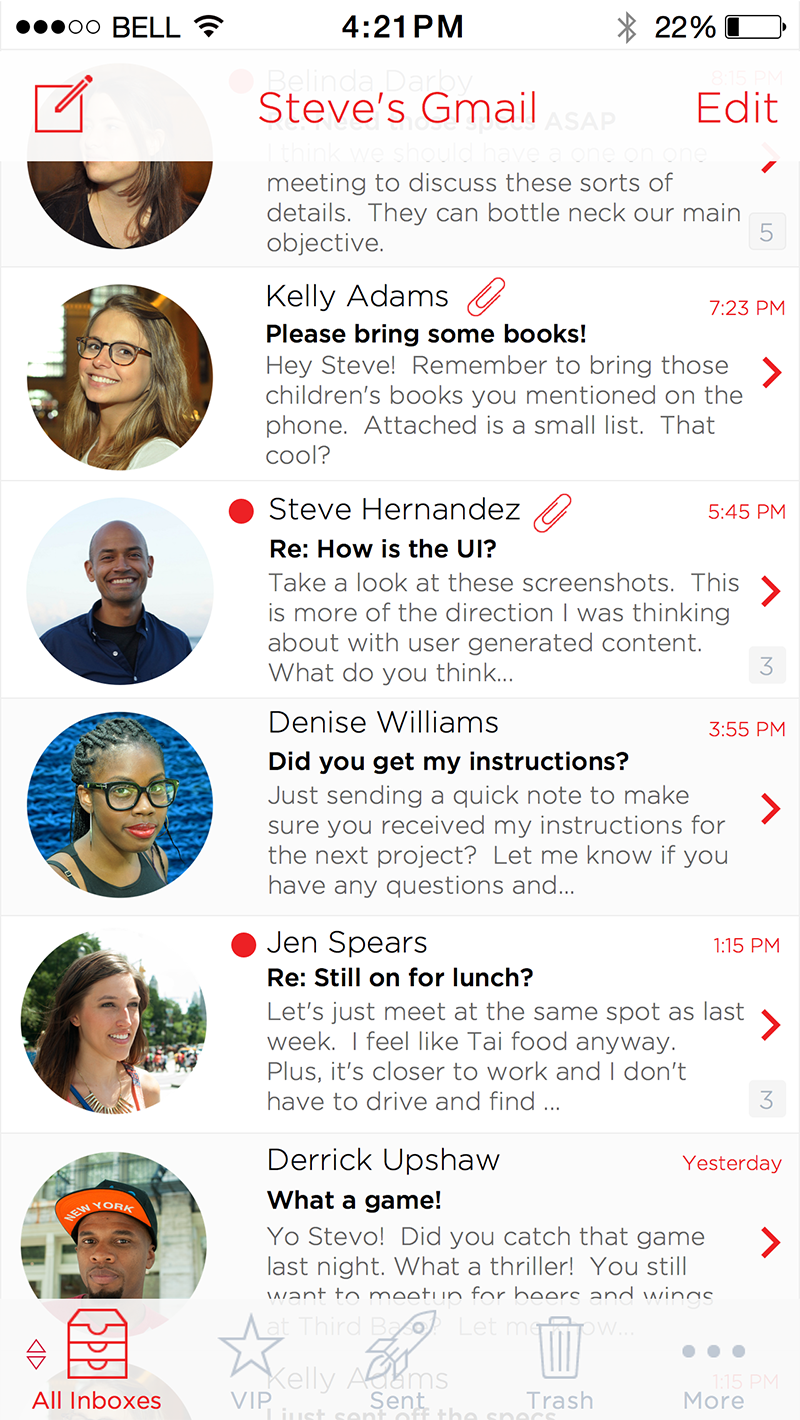 BELL 4:21PM 22%
Belinda Darby 8:15 PM
Steve's Gmail Edit
Need those specs ASAP
I think we should have a one on one
meeting to discuss these sorts of
details. They can bottle neck our main
objective.
5
Kelly Adams
7:23 PM
Please bring some books!
Hey Steve! Remember to bring those
children's books you mentioned on the
phone. Attached is a small list. That
cool?
Steve Hernandez 5:45 PM
Re: How is the UI?
Take a look at these screenshots. This
is more of the direction I was thinking
about with user generated content.
What do you think...
3
Denise Williams
3:55 PM
Did you get my instructions?
Just sending a quick note to make
sure you received my instructions for
the next project? Let me know if you
have any questions and...
Jen Spears 1:15 PM
Re: Still on for lunch?
Let's just meet at the same spot as last
week. I feel like Tai food anyway.
Plus, it's closer to work and I don't
have to drive and find ...
3
Derrick Upshaw Yesterday
What a game!
NEW YORK
Yo Stevo! Did you catch that game
last night. What a thriller! You still
want to meetup for beers and wings
at Third Base? Let me know...
Kelly Adams 1:15 PM
All Inboxes VIP Sent Trash More
I just sent off the specs